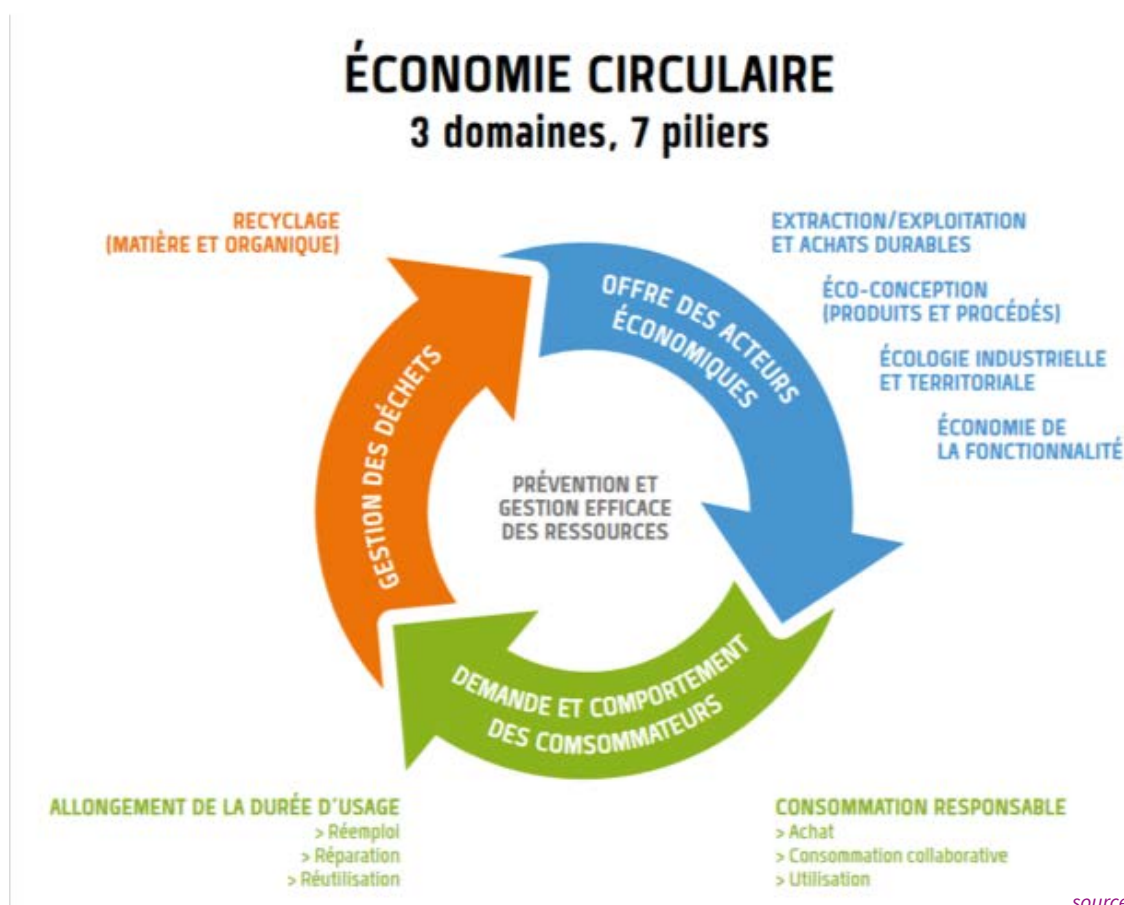 ÉCONOMIE CIRCULAIRE
3 domaines, 7 piliers
RECYCLAGE
(MATIÈRE ET ORGANIQUE)
EXTRACTION/EXPLOITATION
ET ACHATS DURABLES
ÉCO-CONCEPTION
(PRODUITS ET PROCÉDÉS)
ÉCOLOGIE INDUSTRIELLE
ET TERRITORIALE
ÉCONOMIE DE
LA FONCTIONNALITÉ
OFFRE DES ACTEURS
ÉCONOMIQUES
GESTION DES DÉCHETS
PRÉVENTION ET
GESTION EFFICACE
DES RESSOURCES
DEMANDE ET COMPORTEMENT
DES COMSOMMATEURS
ALLONGEMENT DE LA DURÉE D'USAGE
> Réemploi
> Réparation
> Réutilisation
CONSOMMATION RESPONSABLE
> Achat
> Consommation collaborative
> Utilisation
source